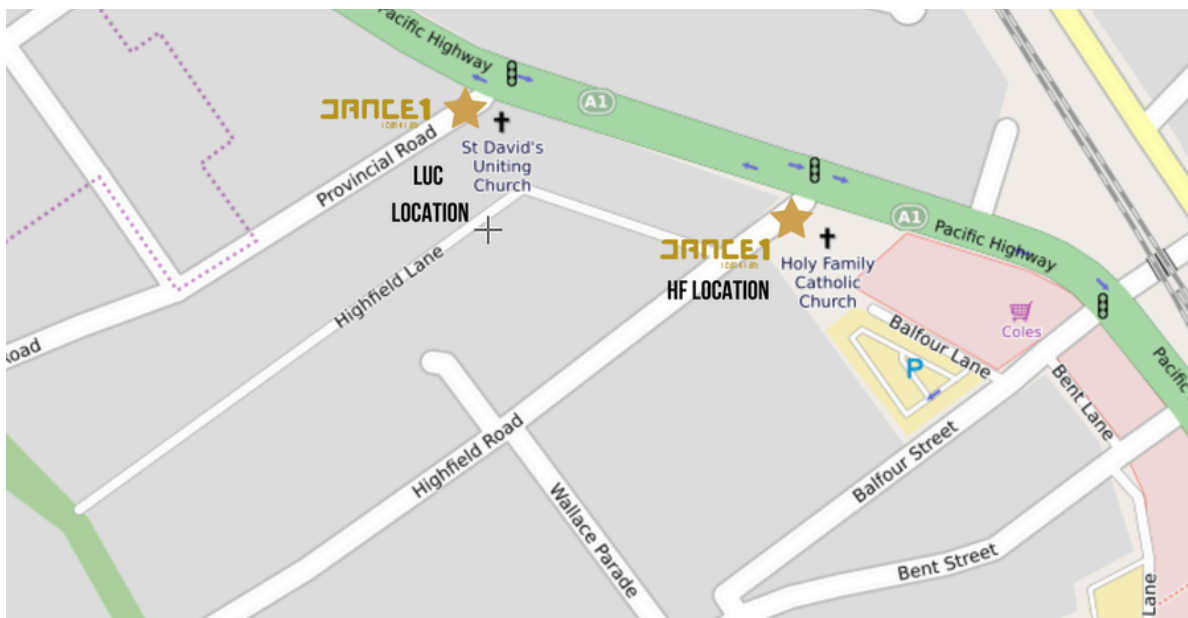 Pacific Highway
A1
DANCE1
St David's
Uniting
Church
Provincial Road
LUC
LOCATION
A1
Pacific Highway
DANCE1
HF LOCATION
Holy Family
Catholic
Church
Highfield Lane
Coles
Balfour Lane
Road
P
Pacific
Bent Lane
Highfield Road
Balfour Street
Wallace Parade
Bent Street
Lane